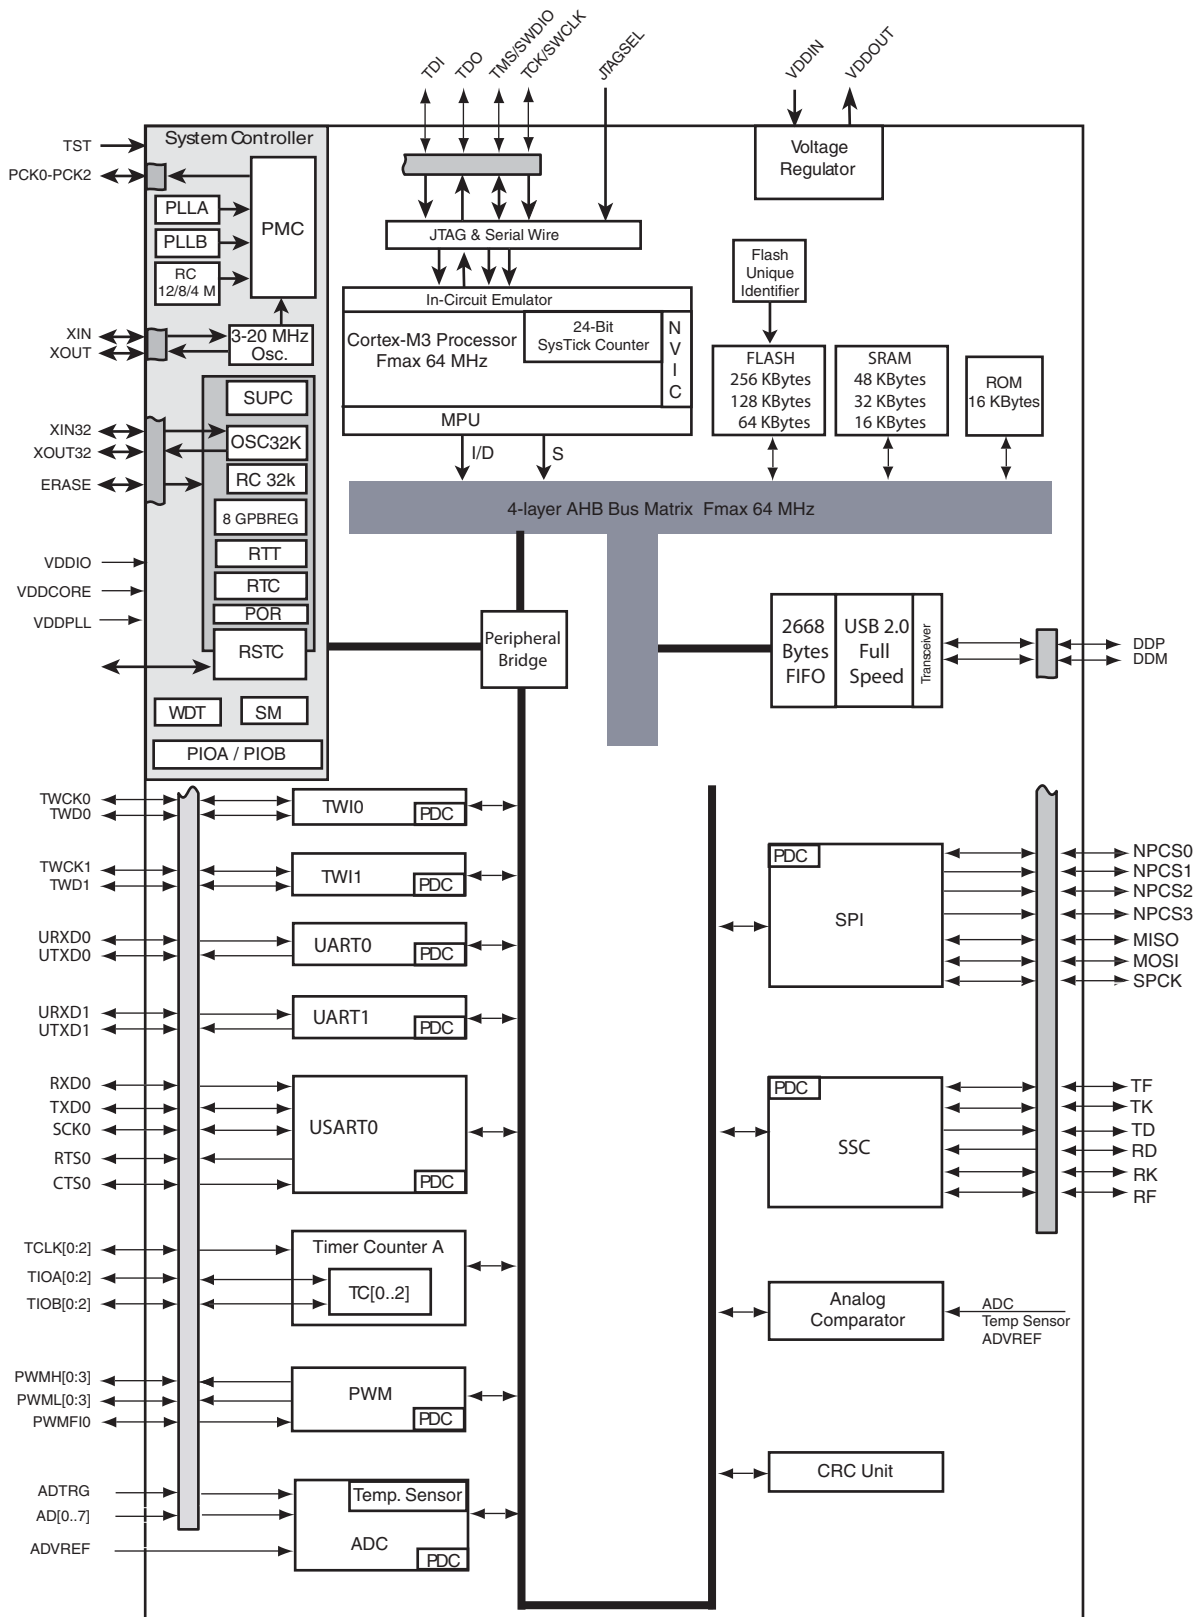 TDI
TDO
TMS/SWDIO
TCK/SWCLK
JTAGSEL
VDDIN
VDDOUT
TST
PCK0-PCK2
System Controller
PLLA
PLLB
RC
12/8/4 M
PMC
XIN
XOUT
3-20 MHz
Osc.
SUPC
XIN32
XOUT32
OSC32K
ERASE
RC 32k
8 GPBREG
RTT
RTC
POR
RSTC
VDDIO
VDDCORE
VDDPLL
WDT
SM
PIOA / PIOB
Voltage
Regulator
JTAG & Serial Wire
In-Circuit Emulator
Cortex-M3 Processor
Fmax 64 MHz
24-Bit
SysTick Counter
N
V
I
C
MPU
I/D
S
Flash
Unique
Identifier
FLASH
256 KBytes
128 KBytes
64 KBytes
SRAM
48 KBytes
32 KBytes
16 KBytes
ROM
16 KBytes
4-layer AHB Bus Matrix Fmax 64 MHz
Peripheral
Bridge
2668
Bytes
FIFO
USB 2.0
Full
Speed
Transceiver
DDP
DDM
TWCK0
TWD0
TWI0
PDC
TWCK1
TWD1
TWI1
PDC
URXD0
UTXD0
UART0
PDC
URXD1
UTXD1
UART1
PDC
RXD0
TXD0
SCK0
RTS0
CTS0
USART0
PDC
TCLK[0:2]
TIOA[0:2]
TIOB[0:2]
Timer Counter A
TC[0..2]
PWMH[0:3]
PWML[0:3]
PWMFI0
PWM
PDC
ADTRG
AD[0..7]
ADVREF
Temp. Sensor
ADC
PDC
PDC
SPI
NPCS0
NPCS1
NPCS2
NPCS3
MISO
MOSI
SPCK
PDC
SSC
TF
TK
TD
RD
RK
RF
Analog
Comparator
ADC
Temp Sensor
ADVREF
CRC Unit